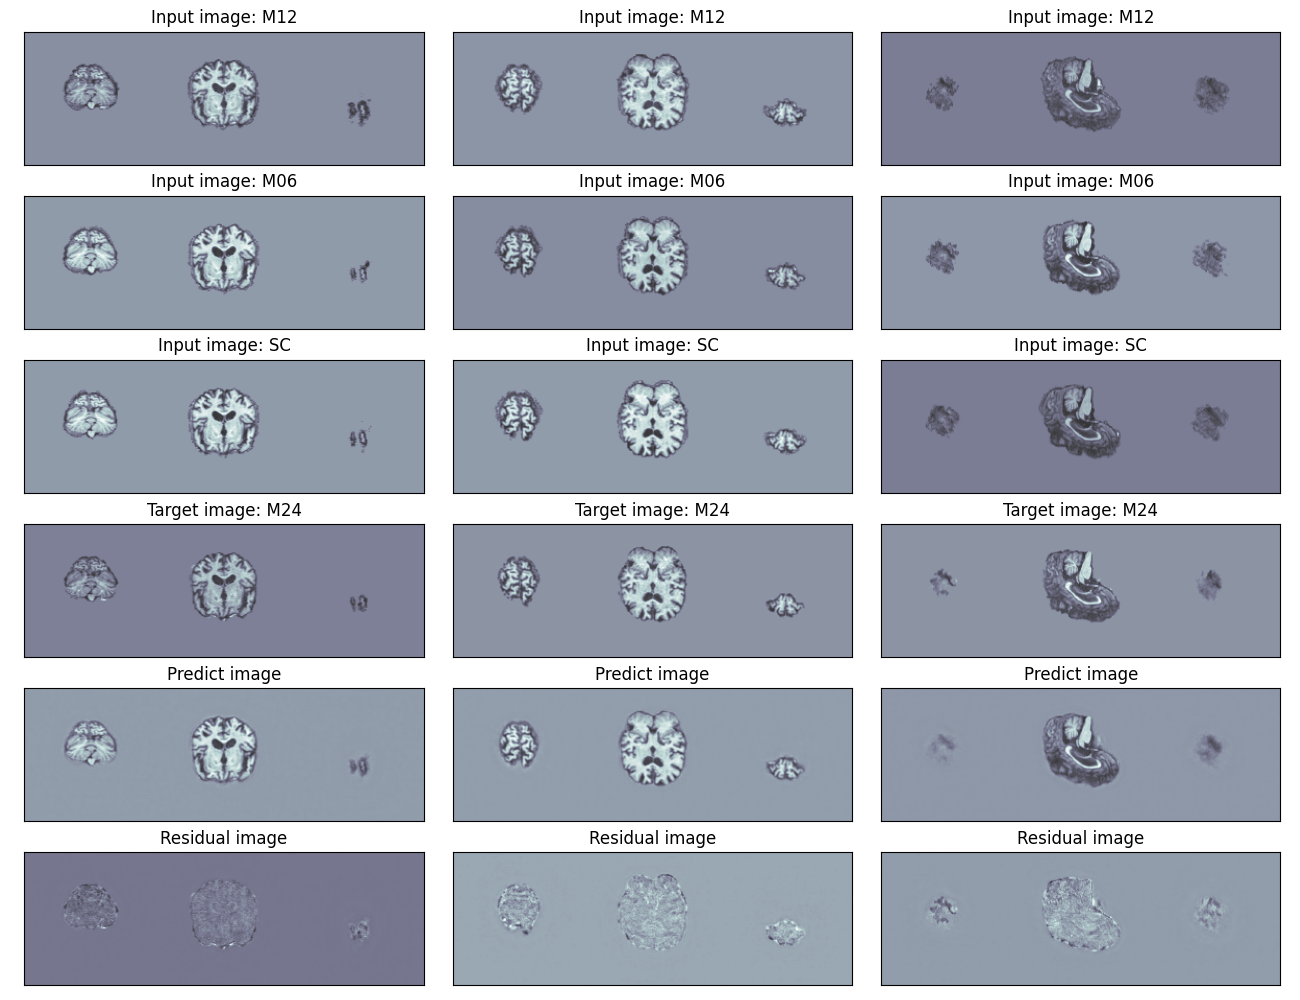 Input image: M12 Input image: M12 Input image: M12
Input image: M06 Input image: M06 Input image: M06
Input image: SC Input image: SC Input image: SC
Target image: M24 Target image: M24 Target image: M24
Predict image Predict image Predict image
Residual image Residual image Residual image